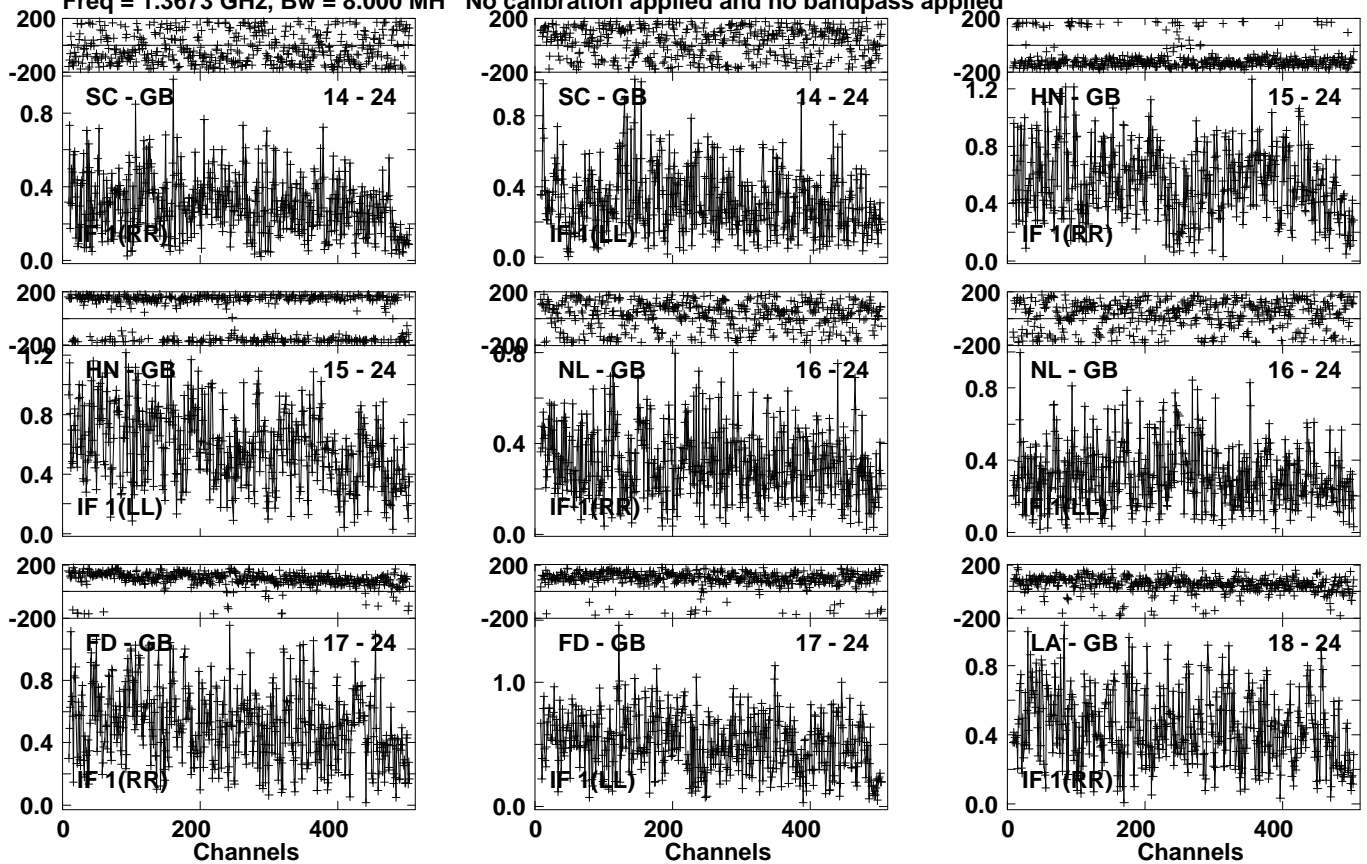 Freq = 1.3673 GHz, Bw = 8.000 MH No calibration applied and no bandpass applied
200
-200
SC - GB 14 - 24
0.8
0.4
IF 1(RR)
0.0
SC - GB 14 - 24
0.8
0.4
IF 1(LL)
0.0
200 400
200
-200
1.2
HN - GB 15 - 24
0.8
0.4
IF 1(RR)
0.0
200
-200
1.2
HN - GB 15 - 24
0.8
0.4
IF 1(LL)
0.0
200
-200
0.8
NL - GB 16 - 24
0.4
IF 1(RR)
0.0
NL - GB 16 - 24
0.8
0.4
IF 1(LL)
0.0
200
-200
FD - GB 17 - 24
0.8
0.4
IF 1(RR)
0.0
0 200 400
Channels
FD - GB 17 - 24
1.0
IF 1(LL)
0.0
200 400
Channels
LA - GB 18 - 24
0.8
0.4
IF 1(RR)
0.0
0 200 400
Channels